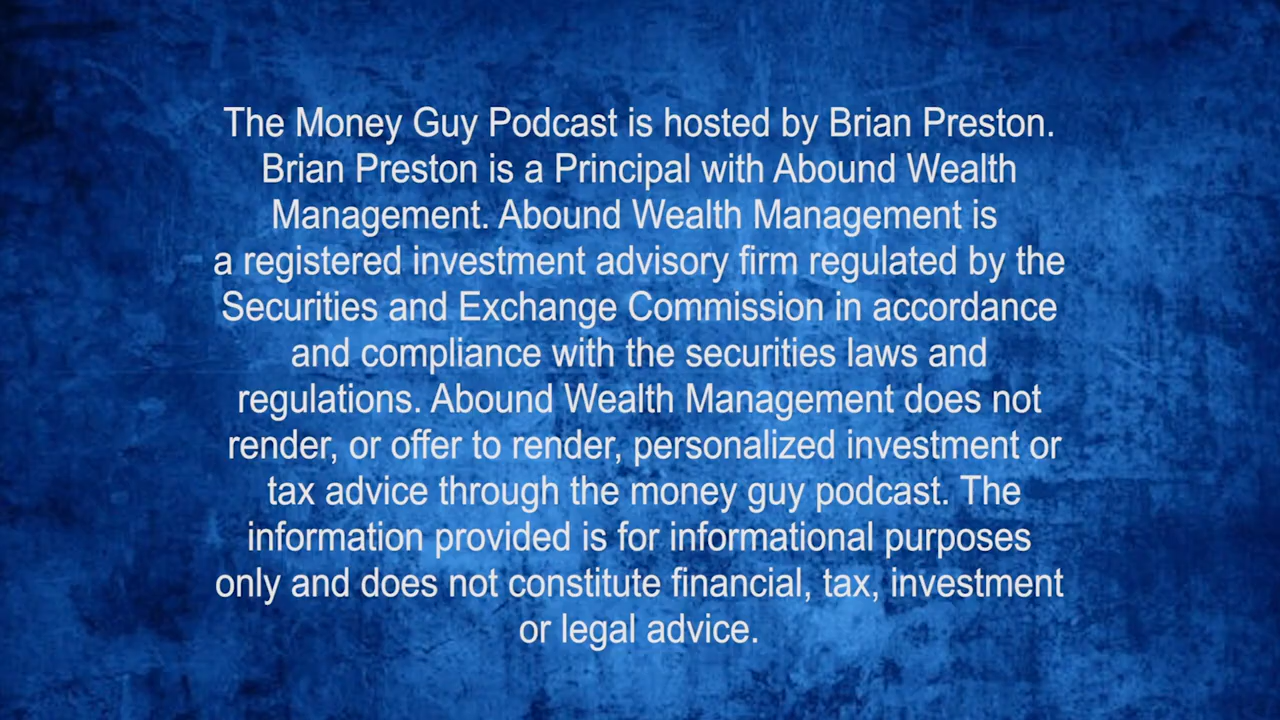 The Money Guy Podcast is hosted by Brian Preston.
Brian Preston is a Principal with Abound Wealth
Management. Abound Wealth Management is
a registered investment advisory firm regulated by the
Securities and Exchange Commission in accordance
and compliance with the securities laws and
regulations. Abound Wealth Management does not
render, or offer to render, personalized investment or
tax advice through the money guy podcast. The
information provided is for informational purposes
only and does not constitute financial, tax, investment
or legal advice.